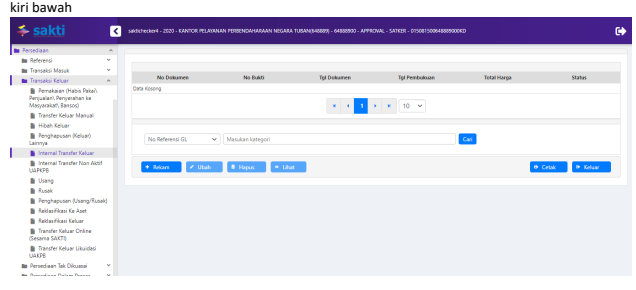 kiri bawah
sakti
saktichecker4 - 2020 - KANTOR PELAYANAN PERBENDAHARAAN NEGARA TUBAN(648889) - 64888900 - APPROVAL - SATKER - 015081500648889000KD
Persediaan
Referensi
Transaksi Masuk
Transaksi Keluar
Pemakaian (Habis Pakai\
Penjualan\ Penyerahan ke
Masyarakat\ Bansos)
Transfer Keluar Manual
Hibah Keluar
Penghapusan (Keluar)
Lainnya
Internal Transfer Keluar
Internal Transfer Non Aktif
UAPKPB
Usang
Rusak
Penghapusan (Usang/Rusak)
Reklasifikasi Ke Aset
Reklasifikasi Keluar
Transfer Keluar Online
(Sesama SAKTI)
Transfer Keluar Likuidasi
UAKPB
Persediaan Tak Dikuasai
No Dokumen No Bukti Tgl Dokumen Tgl Pembukuan Total Harga Status
Data Kosong
1 10
No Referensi GL Masukan kategori Cari
Rekam Ubah Hapus Lihat Cetak Keluar